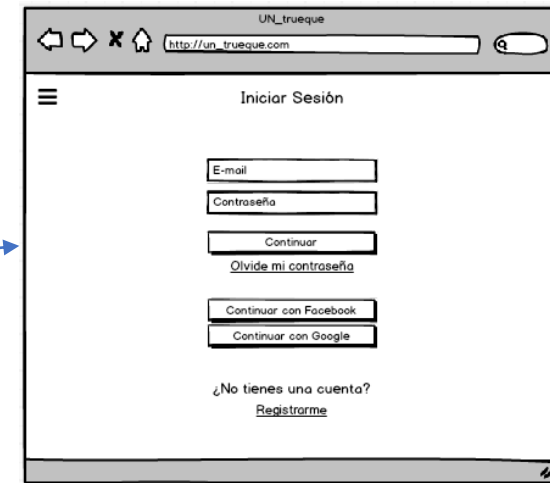 UN_trueque
http://un_trueque.com
Iniciar Sesión
E-mail
Contraseña
Continuar
Olvide mi contraseña
Continuar con Facebook
Continuar con Google
¿No tienes una cuenta?
Registrarme